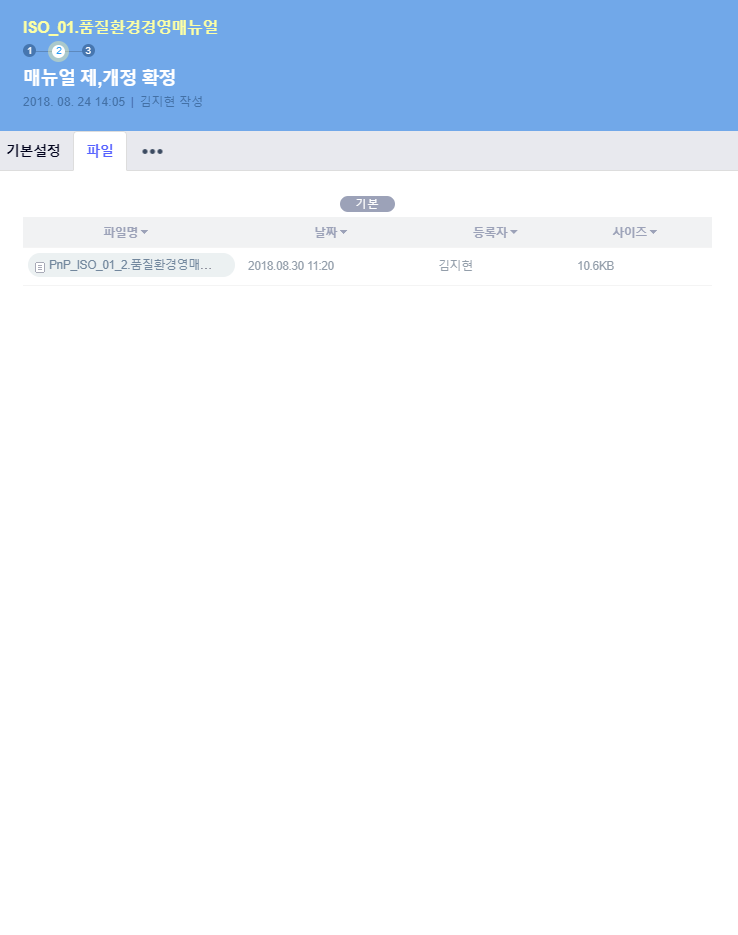 ISO_01.품질환경경영매뉴얼
1 2 3
매뉴얼 제,개정 확정
2018. 08. 24 14:05 | 김지현 작성
기본설정 파일 •••
기본
파일명 날짜 등록자 사이즈
PnP_ISO_01_2.품질환경영매... 2018.08.30 11:20 김지현 10.6KB